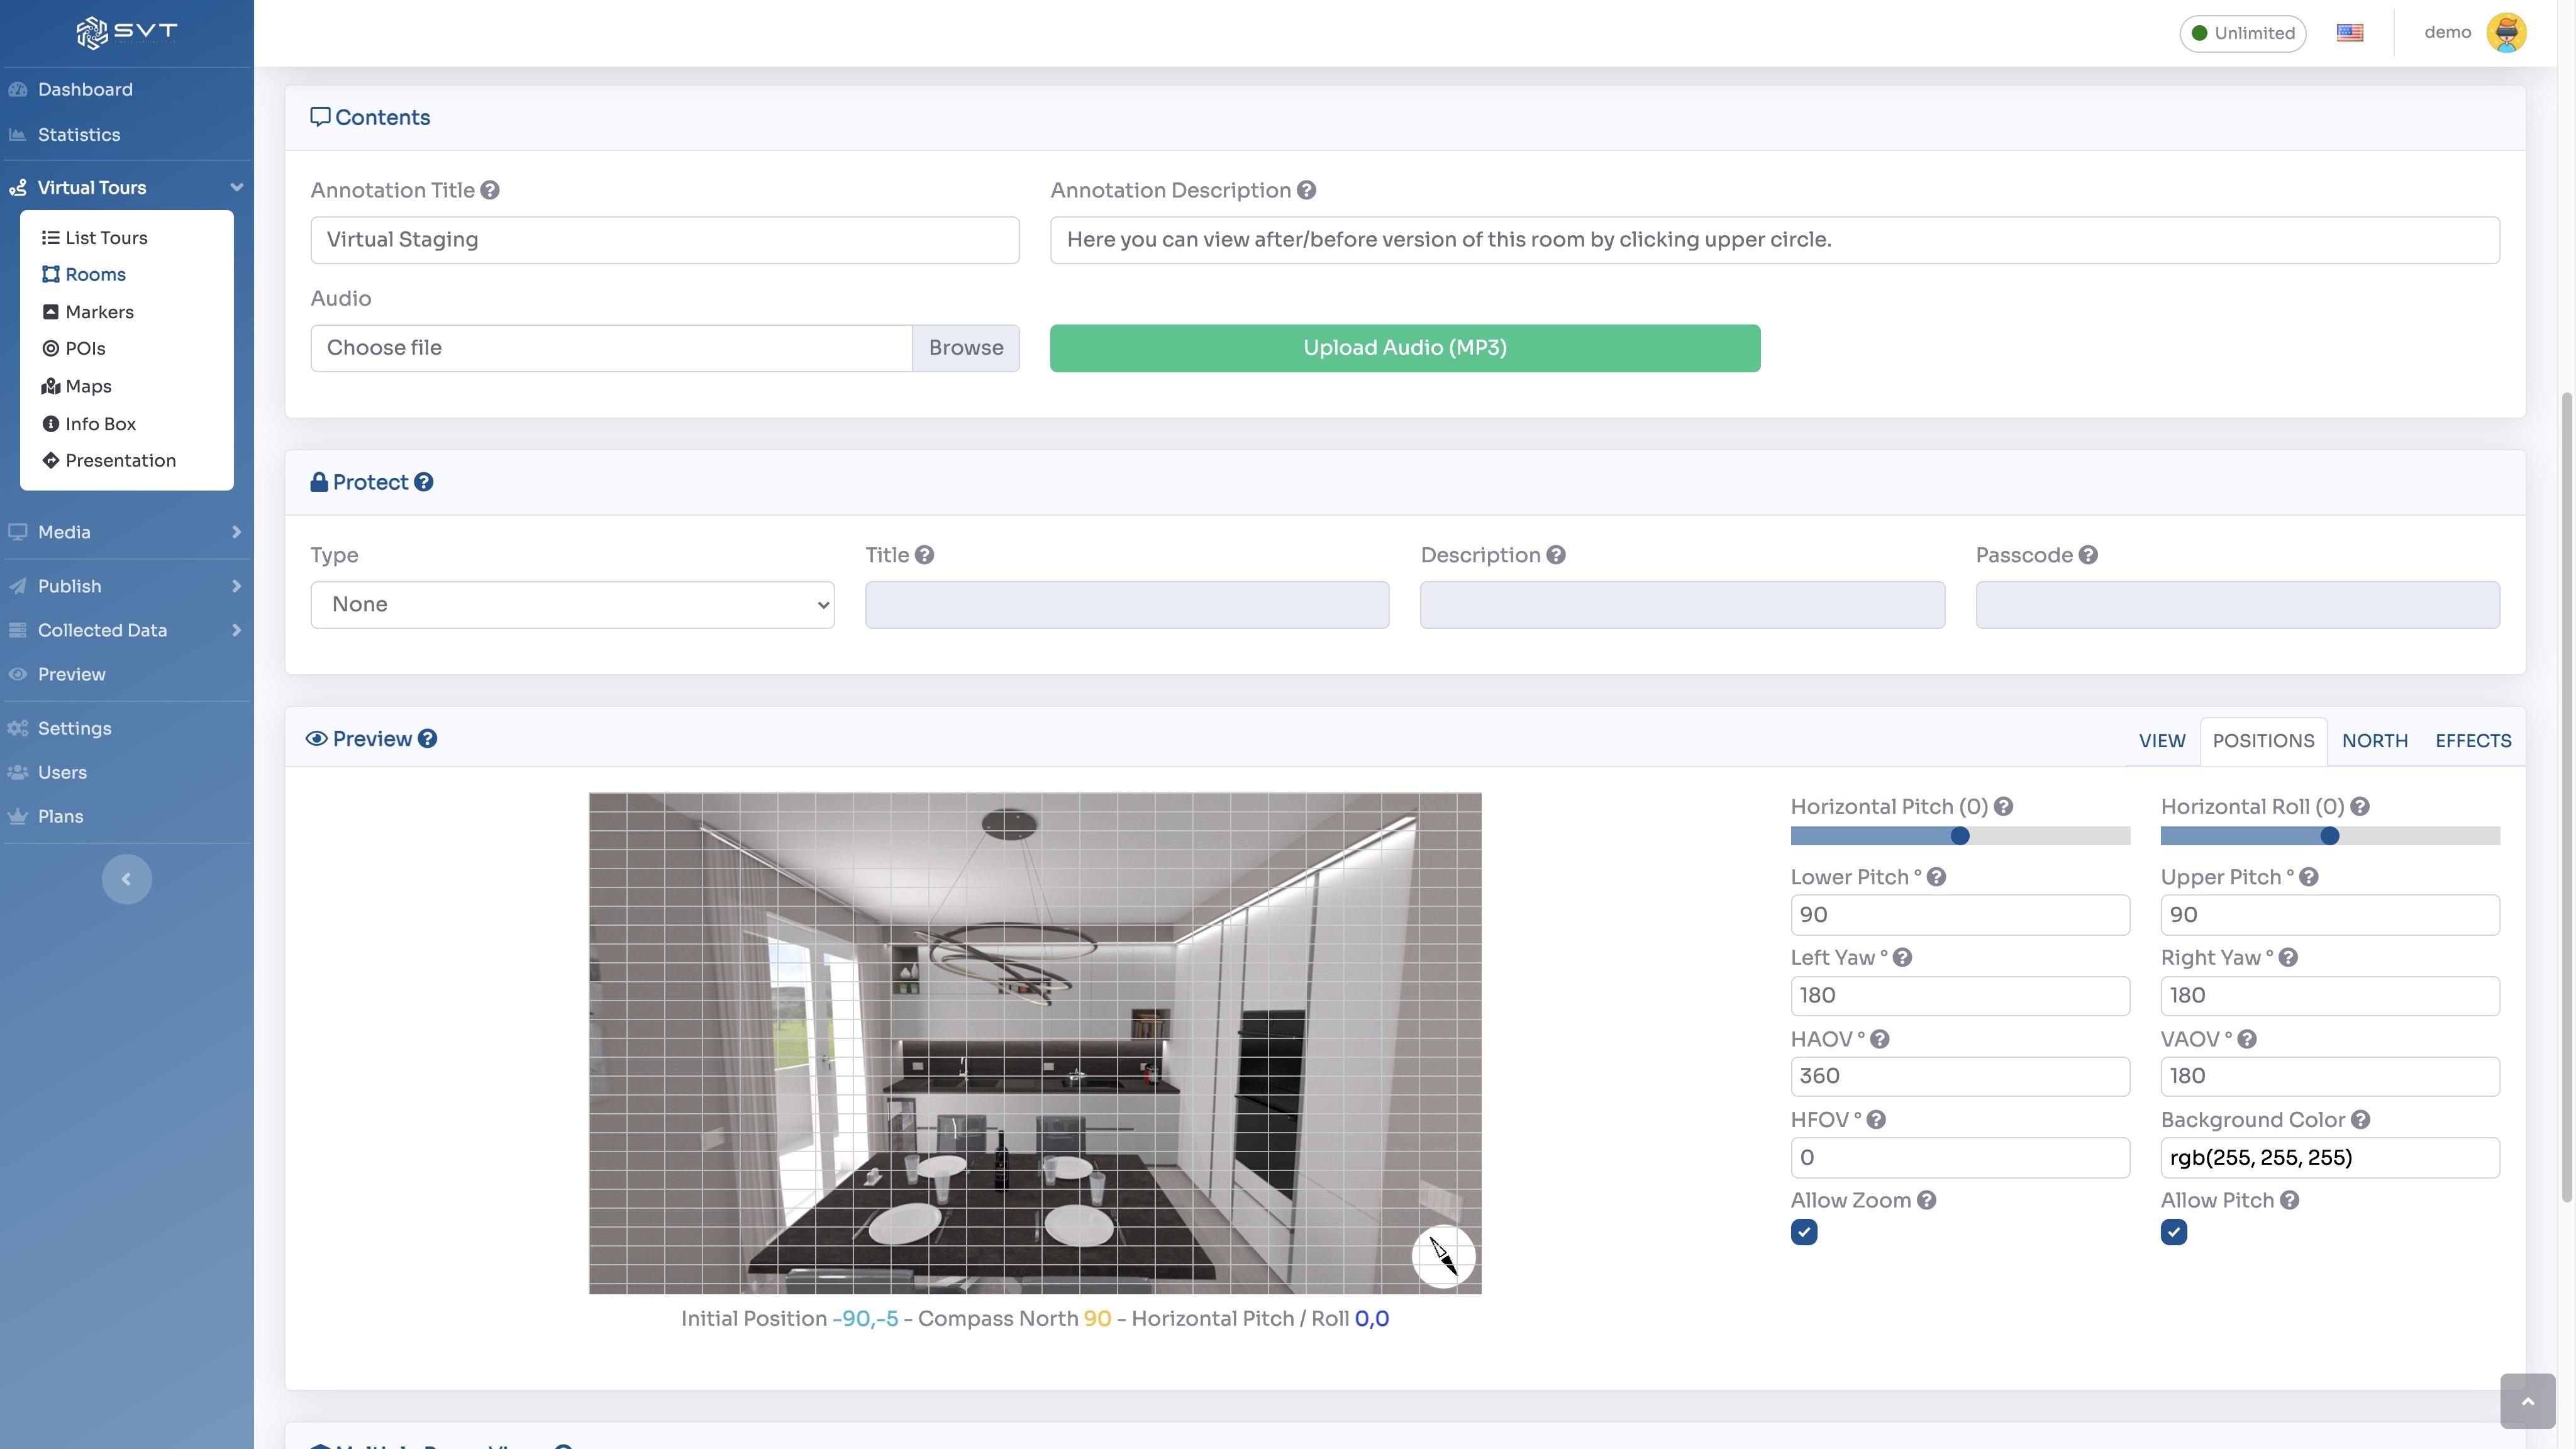 SVT
Unlimited
demo
Dashboard
Statistics
Virtual Tours
List Tours
Rooms
Markers
POIs
Maps
Info Box
Presentation
Media
Publish
Collected Data
Preview
Settings
Users
Plans
Contents
Annotation Title
Annotation Description
Virtual Staging
Here you can view after/before version of this room by clicking upper circle.
Audio
Choose file
Browse
Upload Audio (MP3)
Protect
Type
Title
Description
Passcode
None
Preview
VIEW
POSITIONS
NORTH
EFFECTS
Horizontal Pitch (0)
Horizontal Roll (0)
Lower Pitch °
Upper Pitch °
90
90
Left Yaw °
Right Yaw °
180
180
HAOV °
VAOV °
360
180
HFOV °
Background Color
0
rgb(255, 255, 255)
Allow Zoom
Allow Pitch
Initial Position -90,-5 - Compass North 90 - Horizontal Pitch / Roll 0,0